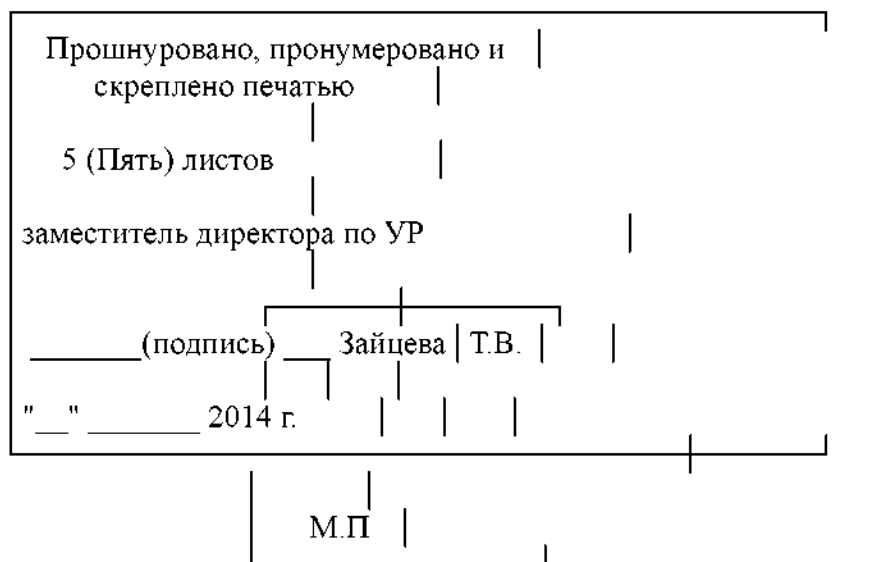 Прошнуровано, пронумеровано и
скреплено печатью
5 (Пять) листов
заместитель директора по УР
________(подпись) ___ Зайцева Т.В.
"__" ________ 2014 г.
М.П